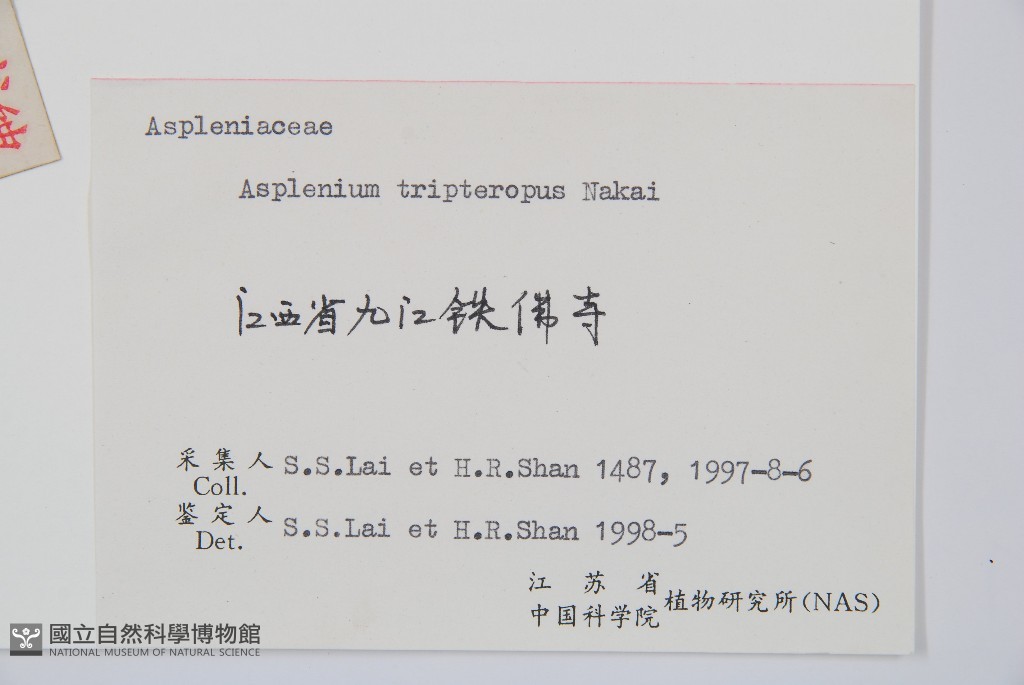 Aspleniaceae
Asplenium tripteropus Nakai
江西省九江铁佛寺
采集人 S.S.Lai et H.R.Shan 1487, 1997-8-6
Coll.
鉴定人 S.S.Lai et H.R.Shan 1998-5
Det.
江苏省
中国科学院 植物研究所(NAS)
國立自然科學博物館
NATIONAL MUSEUM OF NATURAL SCIENCE